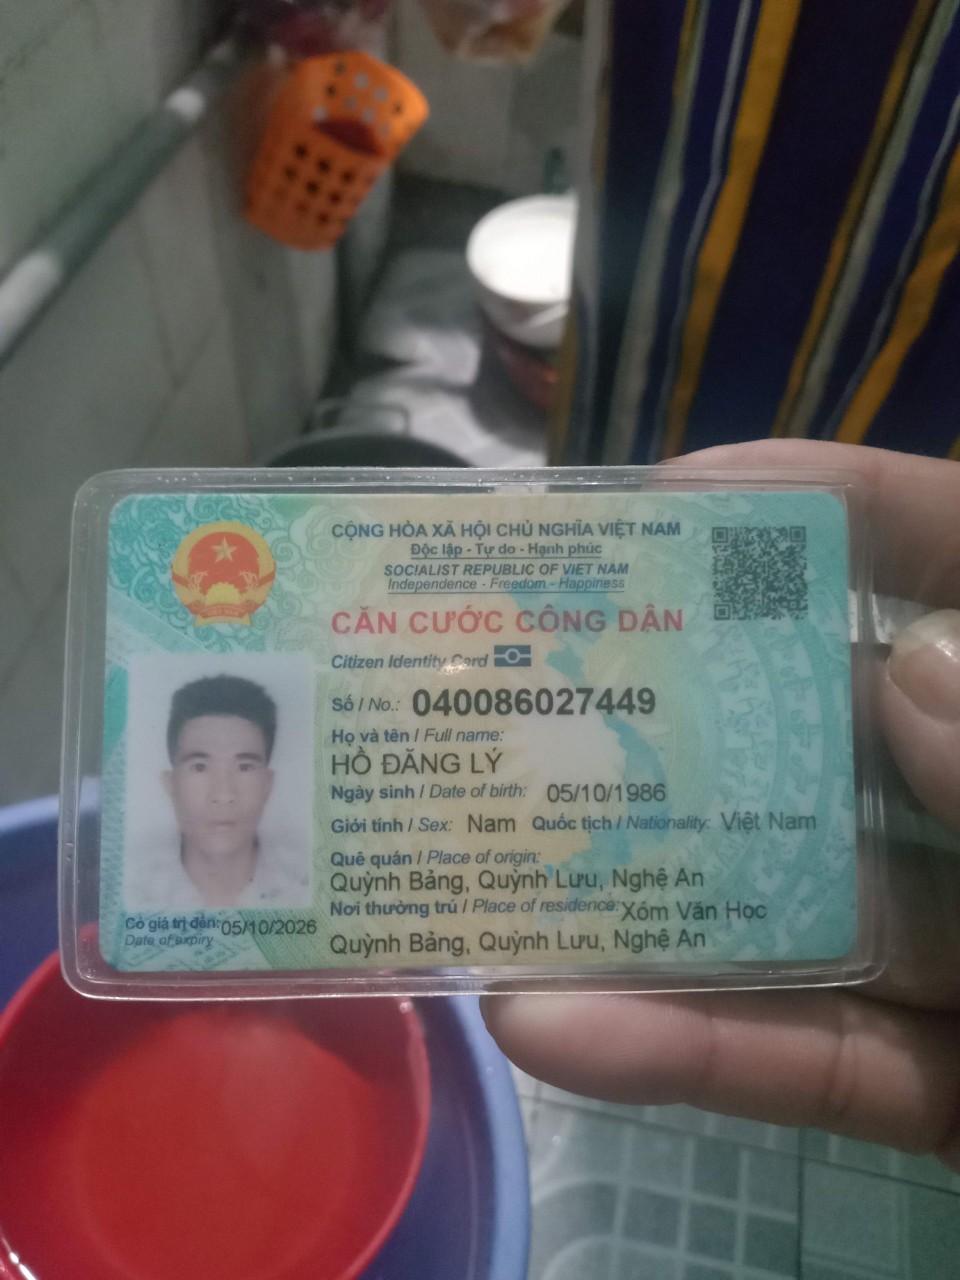 CỘNG HÒA XÃ HỘI CHỦ NGHĨA VIỆT NAM
Độc lập - Tự do - Hạnh phúc
SOCIALIST REPUBLIC OF VIET NAM
Independence - Freedom - Happiness
CĂN CƯỚC CÔNG DÂN
Citizen Identity Card
Số / No.: 040086027449
Họ và tên / Full name:
HỒ ĐĂNG LÝ
Ngày sinh / Date of birth: 05/10/1986
Giới tính / Sex: Nam Quốc tịch / Nationality: Việt Nam
Quê quán / Place of origin:
Quỳnh Bảng, Quỳnh Lưu, Nghệ An
Nơi thường trú / Place of residence: Xóm Văn Học
Quỳnh Bảng, Quỳnh Lưu, Nghệ An
Có giá trị đến: 05/10/2026
Date of expiry